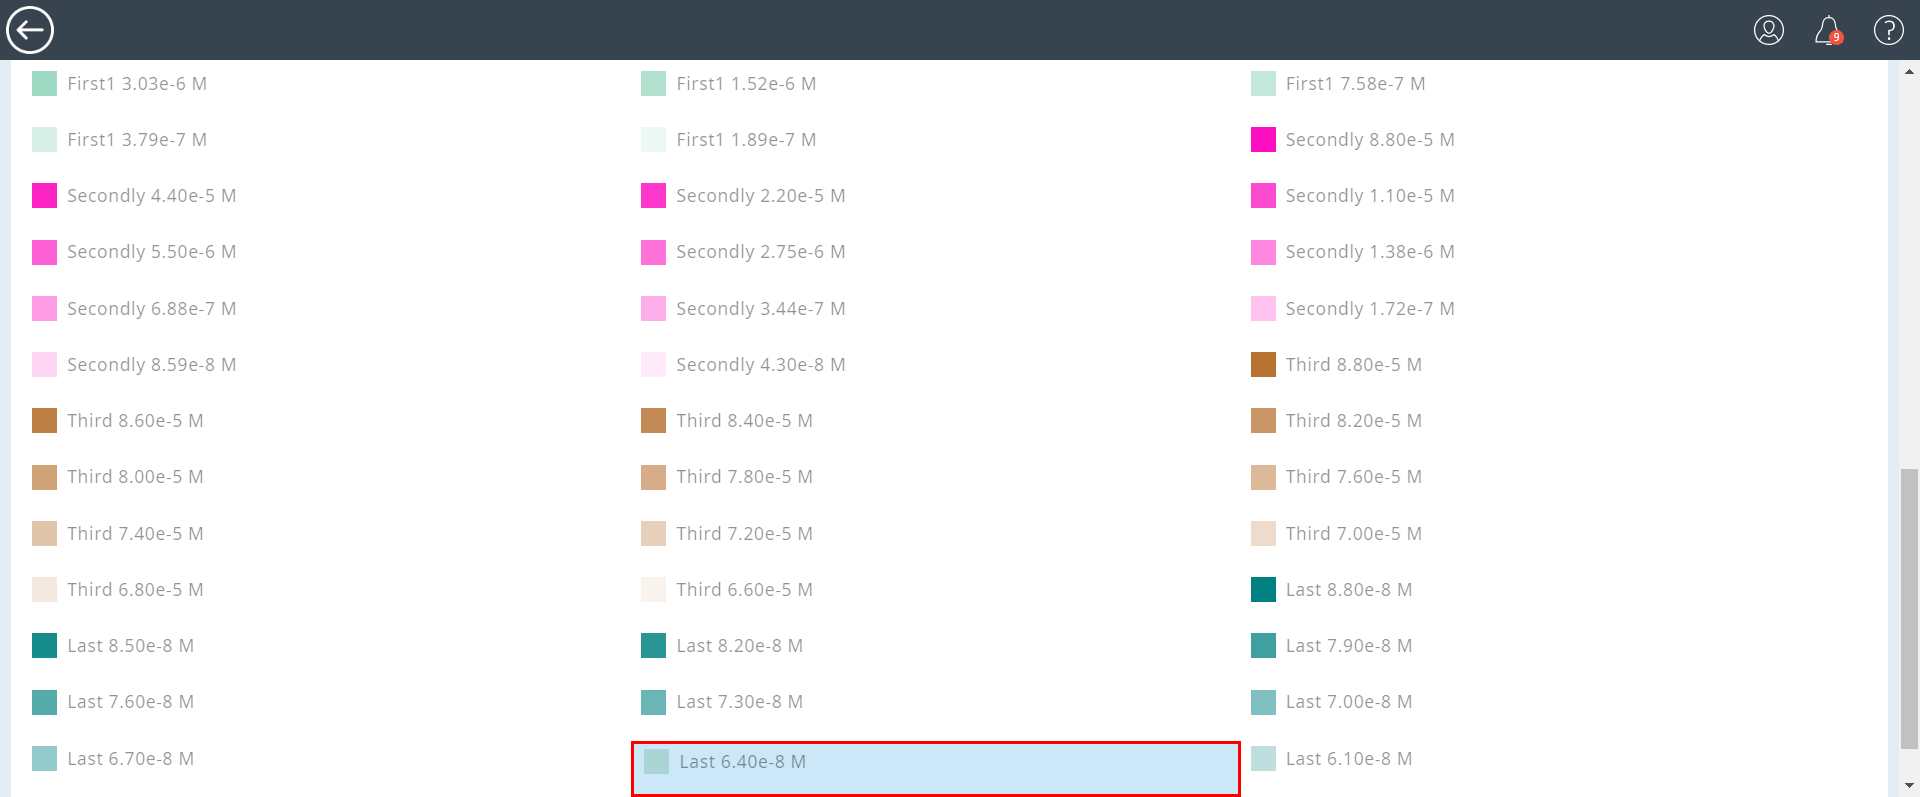 9
First1 3.03e-6 M
First1 1.52e-6 M
First1 7.58e-7 M
First1 3.79e-7 M
First1 1.89e-7 M
Secondly 8.80e-5 M
Secondly 4.40e-5 M
Secondly 2.20e-5 M
Secondly 1.10e-5 M
Secondly 5.50e-6 M
Secondly 2.75e-6 M
Secondly 1.38e-6 M
Secondly 6.88e-7 M
Secondly 3.44e-7 M
Secondly 1.72e-7 M
Secondly 8.59e-8 M
Secondly 4.30e-8 M
Third 8.80e-5 M
Third 8.60e-5 M
Third 8.40e-5 M
Third 8.20e-5 M
Third 8.00e-5 M
Third 7.80e-5 M
Third 7.60e-5 M
Third 7.40e-5 M
Third 7.20e-5 M
Third 7.00e-5 M
Third 6.80e-5 M
Third 6.60e-5 M
Last 8.80e-8 M
Last 8.50e-8 M
Last 8.20e-8 M
Last 7.90e-8 M
Last 7.60e-8 M
Last 7.30e-8 M
Last 7.00e-8 M
Last 6.70e-8 M
Last 6.40e-8 M
Last 6.10e-8 M